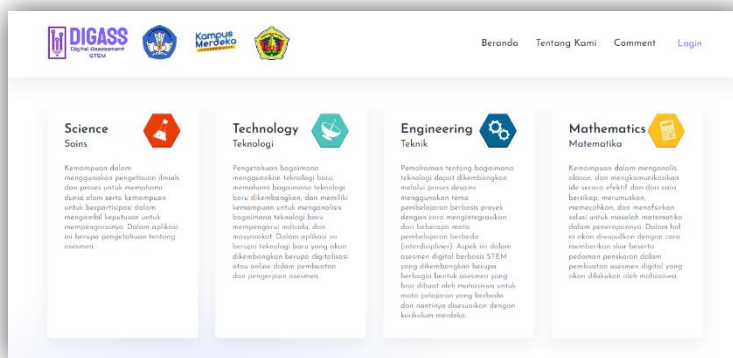 DIGASS
Digital Assessment
STEM
Kampus
Merdeka
Beranda Tentang Kami Comment Login
Science
Sains
Kemampuan dalam
menggunakan pengetauan ilmiah
dan proses untuk memahami
dunia alam serta kemampuan
untuk berpartisipasi dalam
mengambil keputusan untuk
mempengaruinya. Dalam aplikasi
ini berupa pengetahuan tentang
asesmen.
Technology
Teknologi
Pengetahuan bagaimana
menggunakan teknologi baru,
memahami bagaimana teknologi
baru dikembangkan, dan memiliki
kemampuan untuk menganalisis
bagaimana teknologi baru
mempengarui individu, dan
masyarakat. Dalam aplikasi ini
berupa teknologi baru yang akan
dikembangkan berupa digitalisasi
atau online dalam pembuatan
dan pengerjaan asesmen.
Engineering
Teknik
Pemahaman tentang bagaimana
teknologi dapat dikembangkan
melalui proses desains
menggunakan tema
pembelajaran berbasis proyek
dengan cara mengintegrasikan
dari beberapa mata
pembelajaran berbeda
(interdisipliner). Aspek ini dalam
asesmen digital berbasis STEM
yang dikembangkan berupa
berbagai bentuk asesmen yang
bisa dibuat oleh mahasiswa untuk
mata pelajaran yang berbeda
dan nantinya disesuaikan dengan
kurikulum merdeka.
Mathematics
Matematika
Kemampuan dalam menganalis,
alasan, dan mengkomunikasikan
ide secara efektif dan dari cara
bersikap, merumuskan,
memecahkan, dan menafsirkan
solusi untuk masalah matematika
dalam penerapannya. Dalam hal
ni akan diwujudkan dengan cara
memberikan skor beserta
pedoman penskoran dalam
pembuatan asesmen digital yang
akan dilakukan oleh mahasiswa.